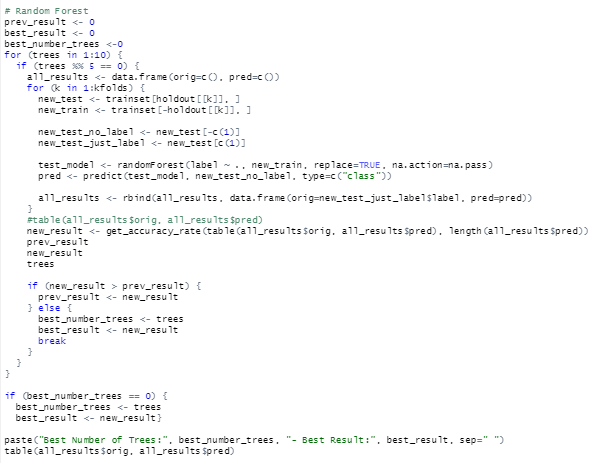 # Random Forest
prev_result <- 0
best_result <- 0
best_number_trees <-0
for (trees in 1:10) {
  if (trees %% 5 == 0) {
    all_results <- data.frame(orig=c(), pred=c())
    for (k in 1:kfolds) {
      new_test <- trainset[holdout[[k]], ]
      new_train <- trainset[-holdout[[k]], ]

      new_test_no_label <- new_test[-c(1)]
      new_test_just_label <- new_test[c(1)]

      test_model <- randomForest(label ~ ., new_train, replace=TRUE, na.action=na.pass)
      pred <- predict(test_model, new_test_no_label, type=c("class"))

      all_results <- rbind(all_results, data.frame(orig=new_test_just_label$label, pred=pred))
    }
    #table(all_results$orig, all_results$pred)
    new_result <- get_accuracy_rate(table(all_results$orig, all_results$pred), length(all_results$pred))
    prev_result
    new_result
    trees

    if (new_result > prev_result) {
      prev_result <- new_result
    } else {
      best_number_trees <- trees
      best_result <- new_result
      break
    }
  }
}

if (best_number_trees == 0) {
  best_number_trees <- trees
  best_result <- new_result}

paste("Best Number of Trees:", best_number_trees, "- Best Result:", best_result, sep=" ")
table(all_results$orig, all_results$pred)